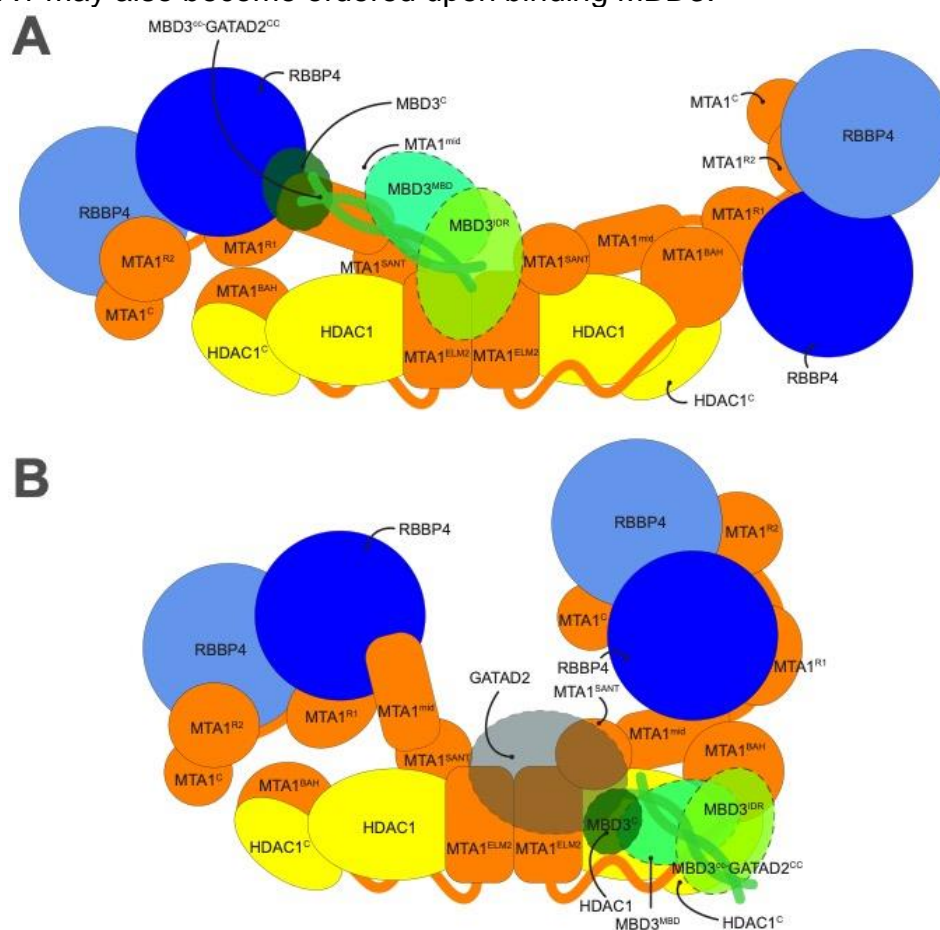 may also become ordered upon binding MBD3.
A
MBD3cc-GATAD2CC
RBBP4
MBD3C
MTA1mid
MTA1C
RBBP4
MTA1R2
RBBP4
MBD3MBD
MBD3IDR
MTA1R1
MTA1R2
MTA1R1
MTA1SANT
MTA1SANT
MTA1mid
MTA1BAH
MTA1C
MTA1BAH
HDAC1C
HDAC1
MTA1ELM2
MTA1ELM2
HDAC1
RBBP4
HDAC1C
B
RBBP4
RBBP4
MTA1R2
RBBP4
MTA1C
RBBP4
MTA1R1
GATAD2
MTA1SANT
MTA1R2
MTA1R1
MTA1mid
MTA1mid
MTA1C
MTA1SANT
MTA1BAH
MTA1BAH
HDAC1C
HDAC1
MTA1ELM2
MTA1ELM2
MBD3C
MBD3IDR
MBD3cc-GATAD2CC
HDAC1
MBD3MBD
HDAC1C